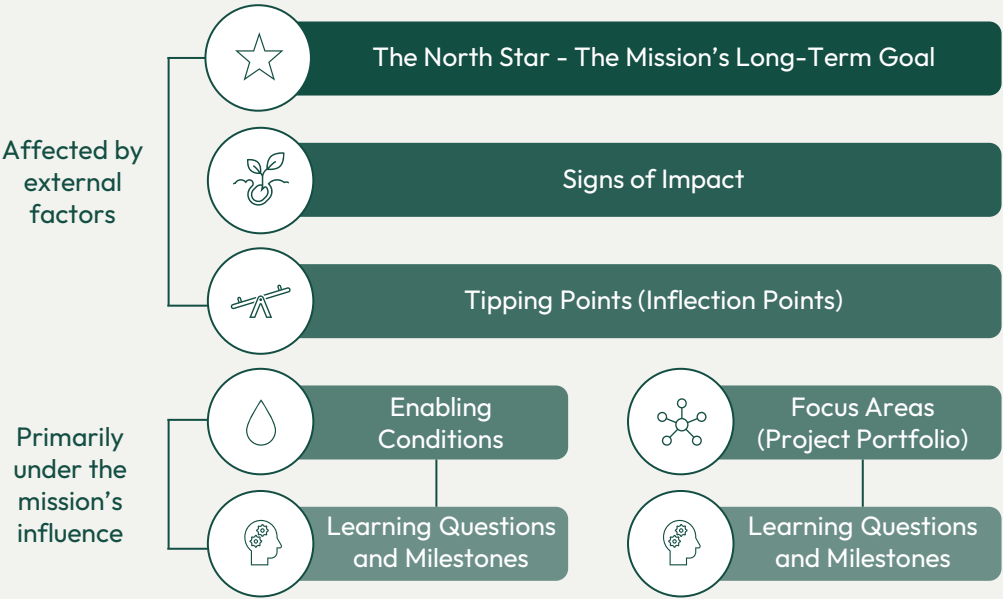 The North Star - The Mission’s Long-Term Goal
Affected by
external
factors
Signs of Impact
Tipping Points (Inflection Points)
Primarily
under the
mission’s
influence
Enabling
Conditions
Focus Areas
(Project Portfolio)
Learning Questions
and Milestones
Learning Questions
and Milestones